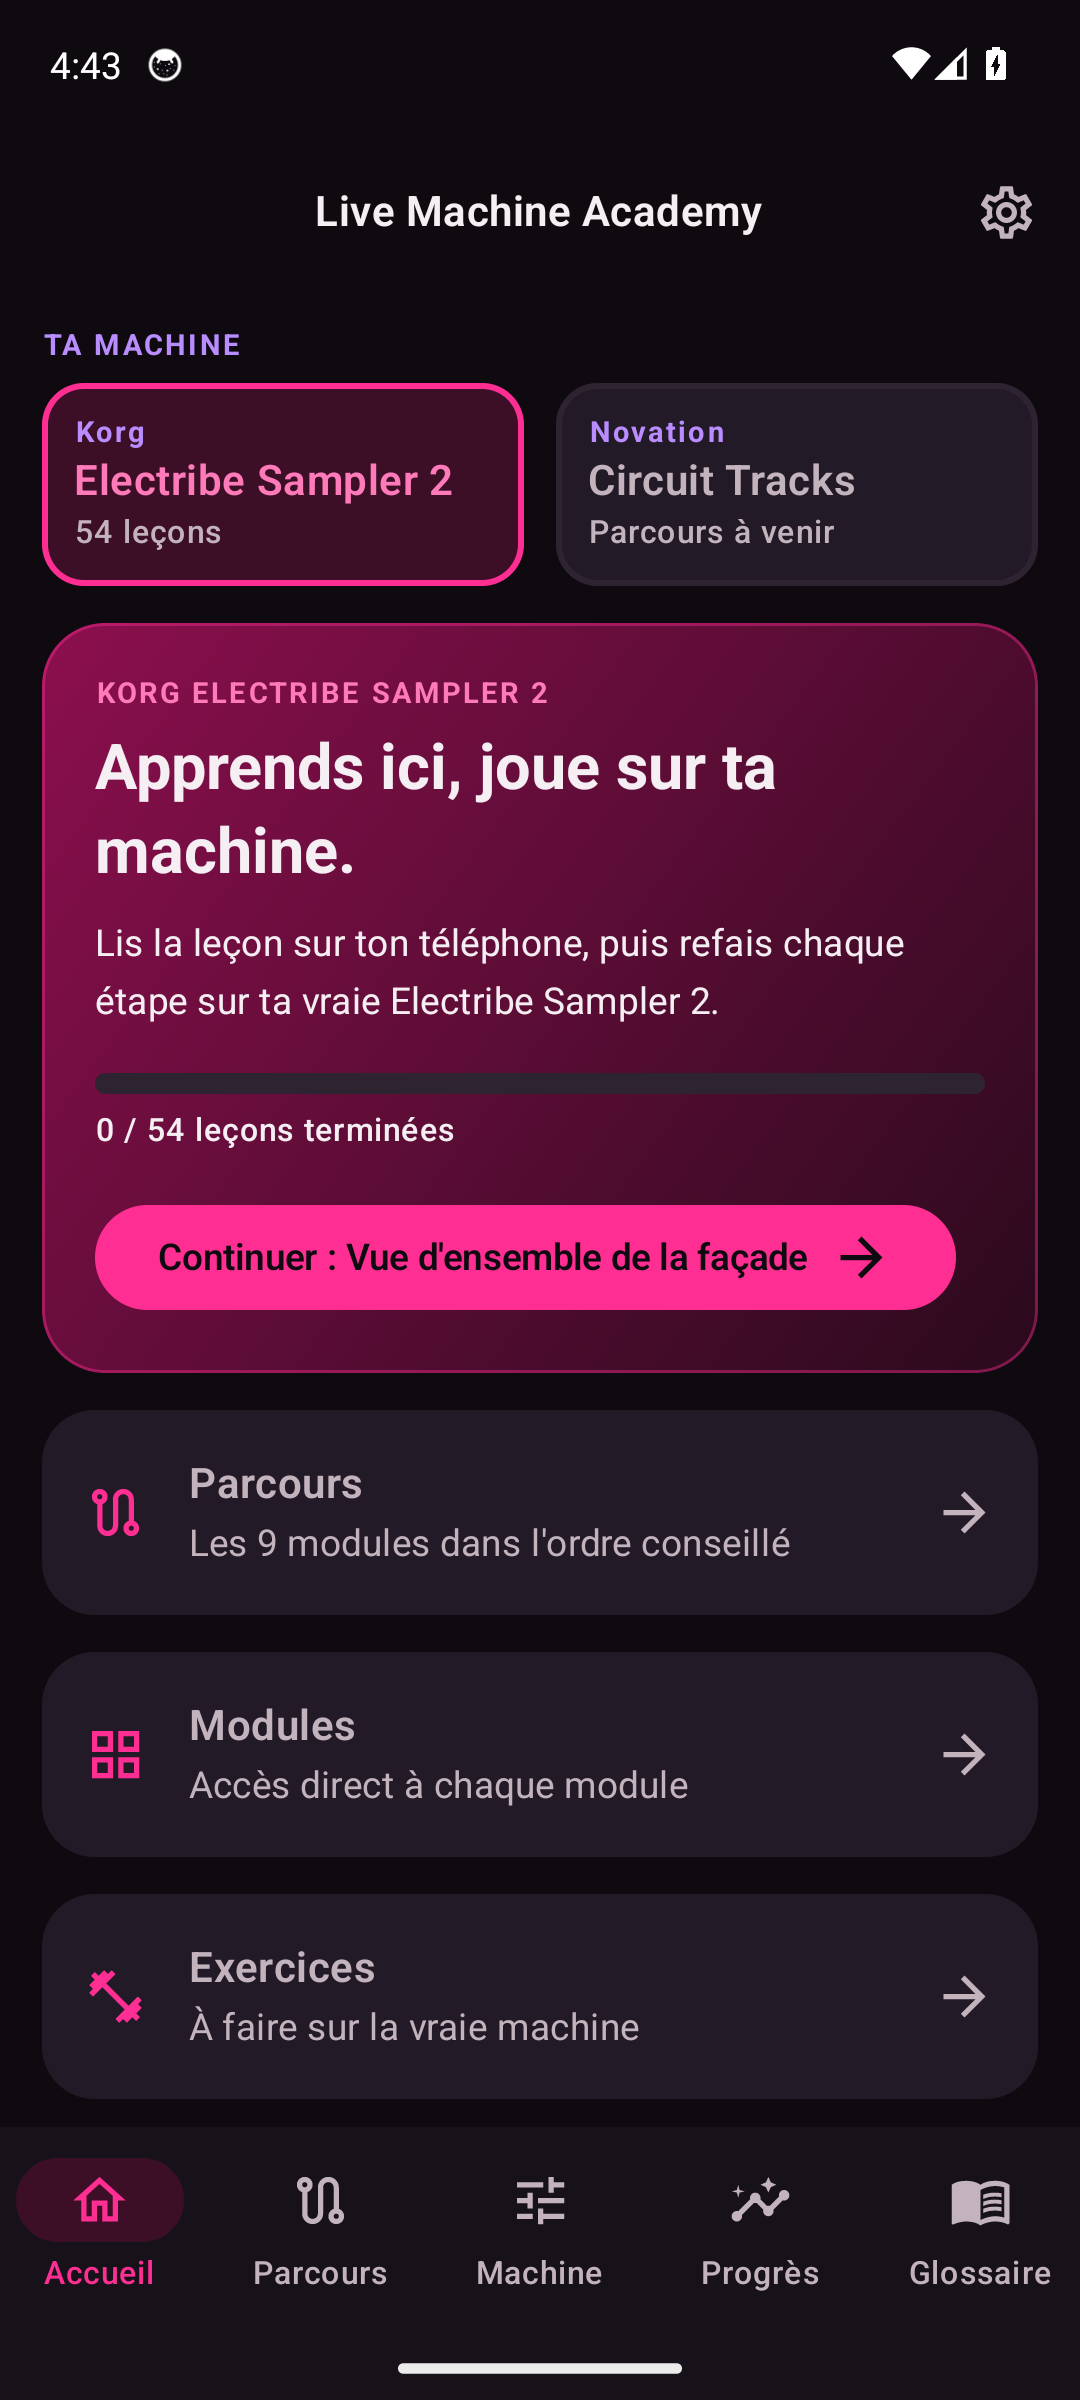 4:43
Live Machine Academy
TA MACHINE
Korg
Electribe Sampler 2
54 leçons
Novation
Circuit Tracks
Parcours à venir
KORG ELECTRIBE SAMPLER 2
Apprends ici, joue sur ta
machine.
Lis la leçon sur ton téléphone, puis refais chaque
étape sur ta vraie Electribe Sampler 2.
0 / 54 leçons terminées
Continuer : Vue d'ensemble de la façade
Parcours
Les 9 modules dans l'ordre conseillé
Modules
Accès direct à chaque module
Exercices
À faire sur la vraie machine
Accueil
Parcours
Machine
Progrès
Glossaire